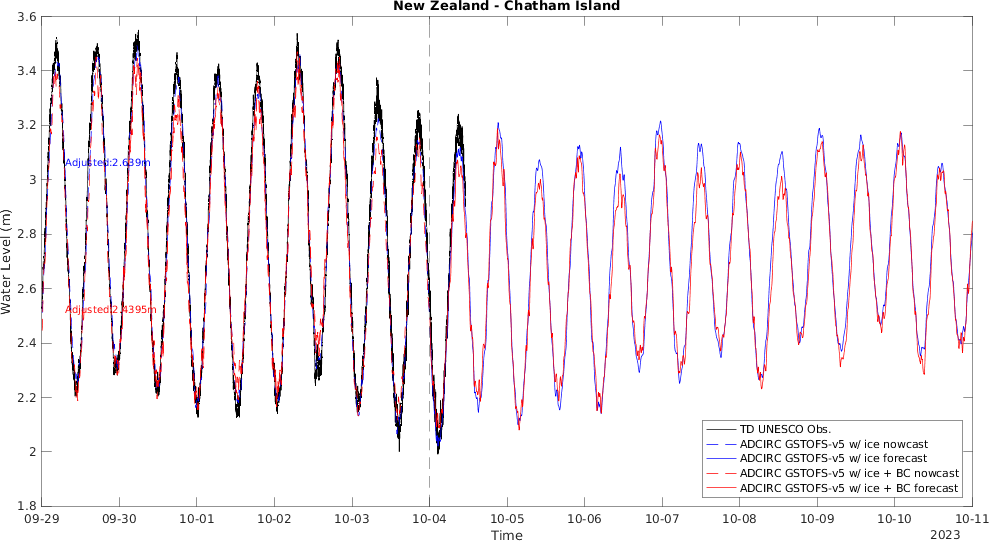 New Zealand - Chatham Island
3.6
3.4
3.2
3
2.8
2.6
2.4
2.2
2
1.8
Water Level (m)
Adjusted:2.639m
Adjusted:2.4395m
TD UNESCO Obs.
ADCIRC GSTOFS-v5 w/ ice nowcast
ADCIRC GSTOFS-v5 w/ ice forecast
ADCIRC GSTOFS-v5 w/ ice + BC nowcast
ADCIRC GSTOFS-v5 w/ ice + BC forecast
09-29 09-30 10-01 10-02 10-03 10-04 10-05 10-06 10-07 10-08 10-09 10-10 10-11
Time
2023